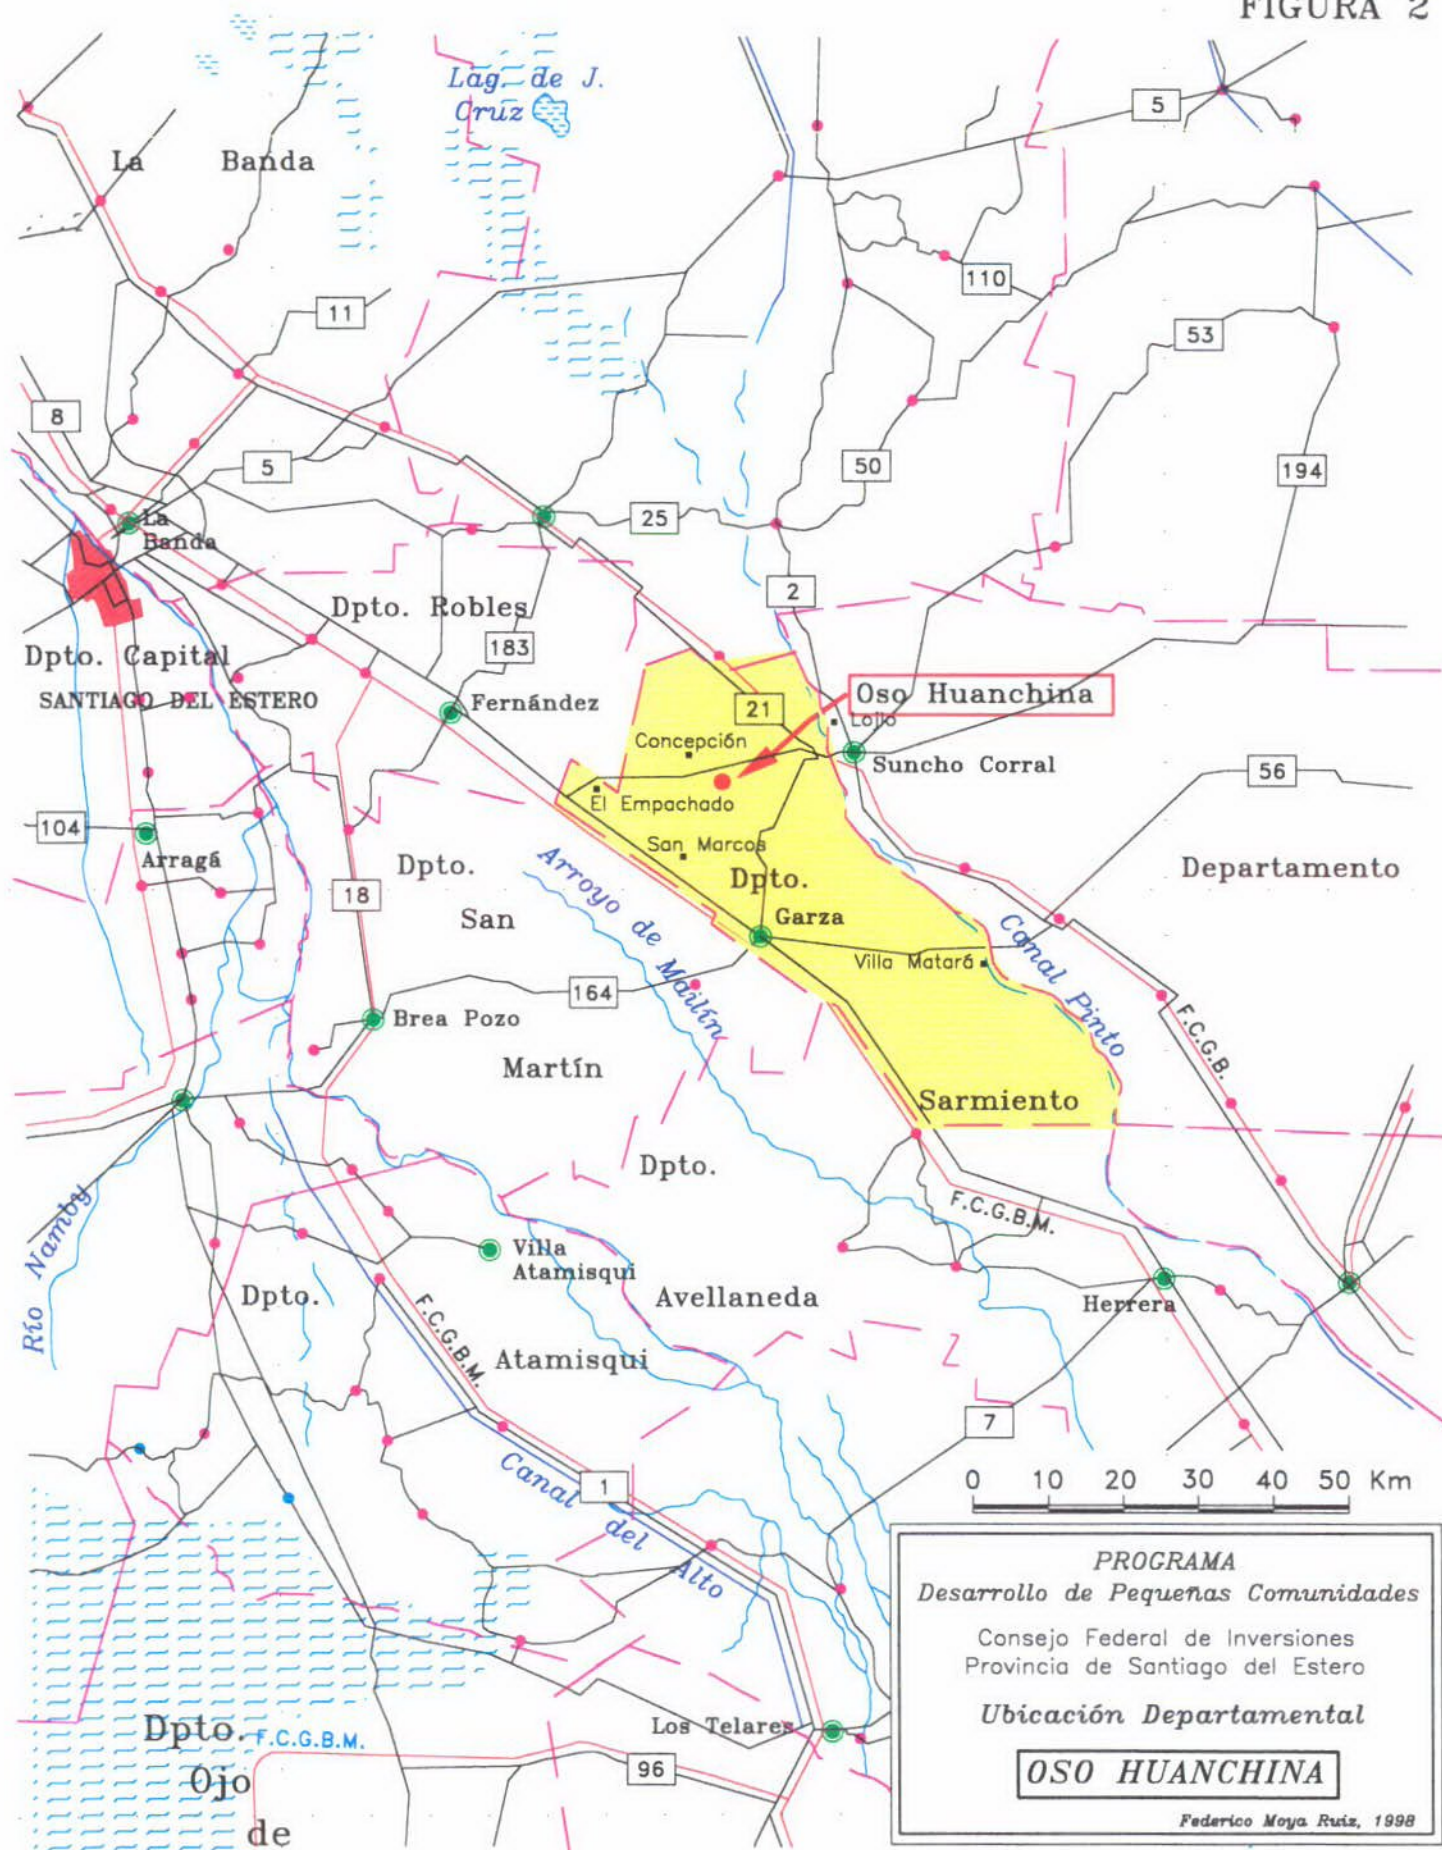 FIGURA 2
Lag. de J.
Cruz
5
La Banda
110
11
53
8
5
50
194
25
La
Banda
2
Dpto. Robles
183
Dpto. Capital
SANTIAGO DEL ESTERO
Fernández
21
Oso Huanchina
Lojlo
Concepción
Suncho Corral
56
El Empachado
104
Arragá
San Marcos
Arroyo de Mailín
Dpto.
Dpto.
Departamento
18
San
Garza
Canal Pinto
Villa Matará
164
Brea Pozo
F.C.G.B.
Martín
Sarmiento
Dpto.
F.C.G.B.M.
Río Namby
Villa
Atamisqui
Dpto.
Avellaneda
Herrera
F.C.G.B.M.
Atamisqui
7
Canal del Alto
1
0 10 20 30 40 50 Km
PROGRAMA
Desarrollo de Pequeñas Comunidades
Consejo Federal de Inversiones
Provincia de Santiago del Estero
Ubicación Departamental
OSO HUANCHINA
Federico Moya Ruiz, 1998
Los Telares
Dpto.
F.C.G.B.M.
96
Ojo
de